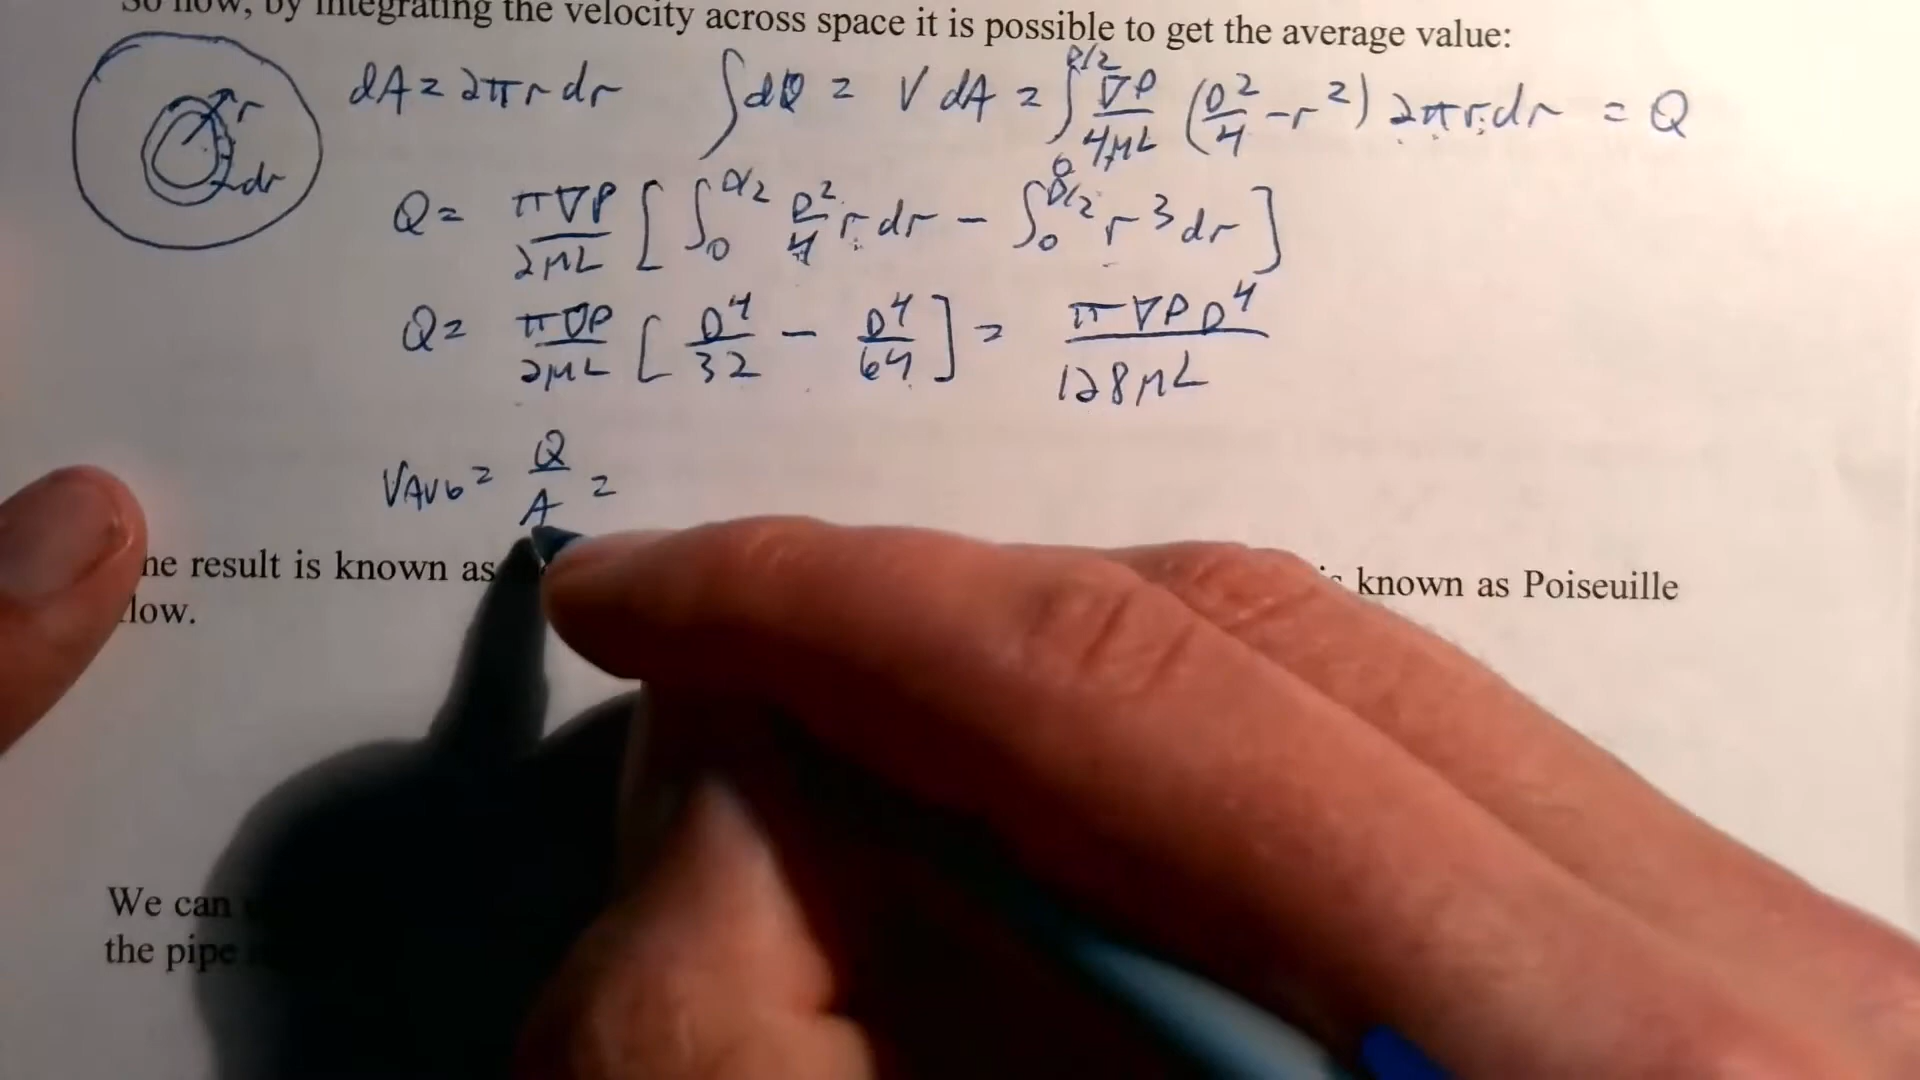 So now, by integrating the velocity across space it is possible to get the average value:
r
dr
dA = 2πr dr ∫dQ = V dA = ∫₀^(D/2) ∇P/4μL (D²/4 - r²) 2πr dr = Q
Q = π∇P/2μL [∫₀^(D/2) D²/4 r dr - ∫₀^(D/2) r³ dr]
Q = π∇P/2μL [D⁴/32 - D⁴/64] = π∇P D⁴/128μL
VAVG = Q/A =
he result is known as known as Poiseuille
low.
We can
the pipe